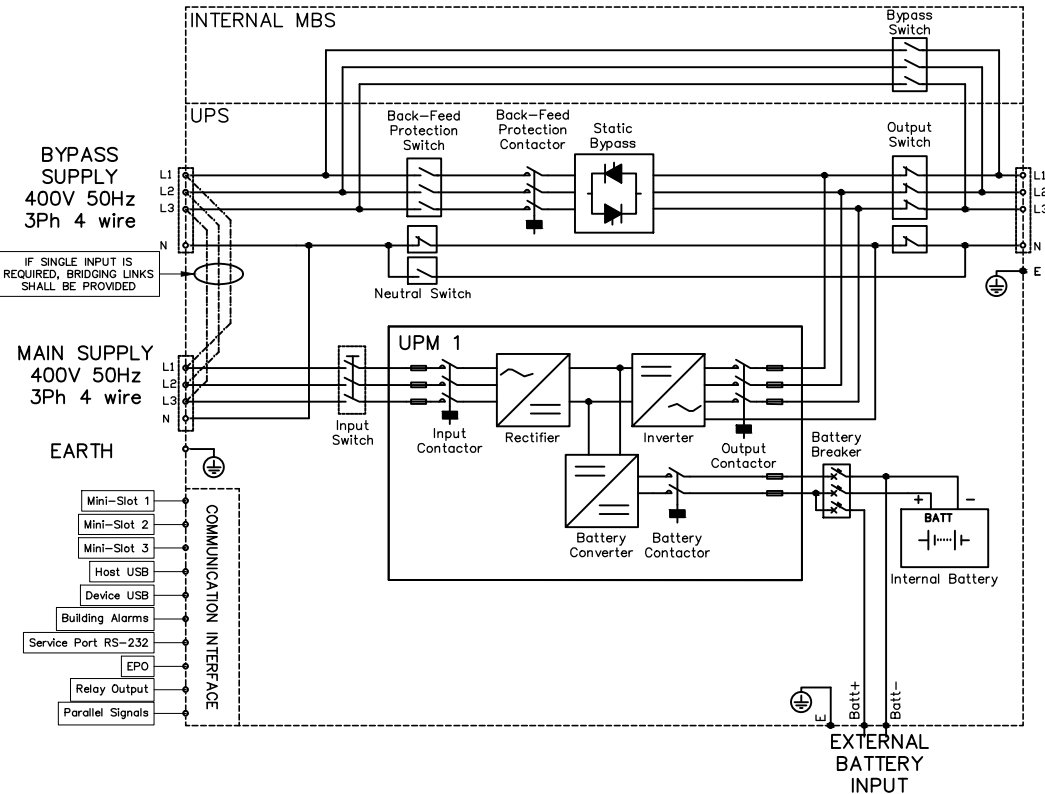 INTERNAL MBS
Bypass
Switch
UPS
Back-Feed
Protection
Switch
Back-Feed
Protection
Contactor
Static
Bypass
Output
Switch
BYPASS
SUPPLY
400V 50Hz
3Ph 4 wire
L1
L2
L3
N
L1
L2
L3
N
E
IF SINGLE INPUT IS
REQUIRED, BRIDGING LINKS
SHALL BE PROVIDED
Neutral Switch
MAIN SUPPLY
400V 50Hz
3Ph 4 wire
L1
L2
L3
N
UPM 1
Input
Switch
Input
Contactor
Rectifier
Inverter
Output
Contactor
Battery
Breaker
EARTH
Battery
Converter
Battery
Contactor
+
-
BATT
Internal Battery
Mini-Slot 1
Mini-Slot 2
Mini-Slot 3
Host USB
Device USB
Building Alarms
Service Port RS-232
EPO
Relay Output
Parallel Signals
COMMUNICATION INTERFACE
E
Batt+
Batt-
EXTERNAL
BATTERY
INPUT